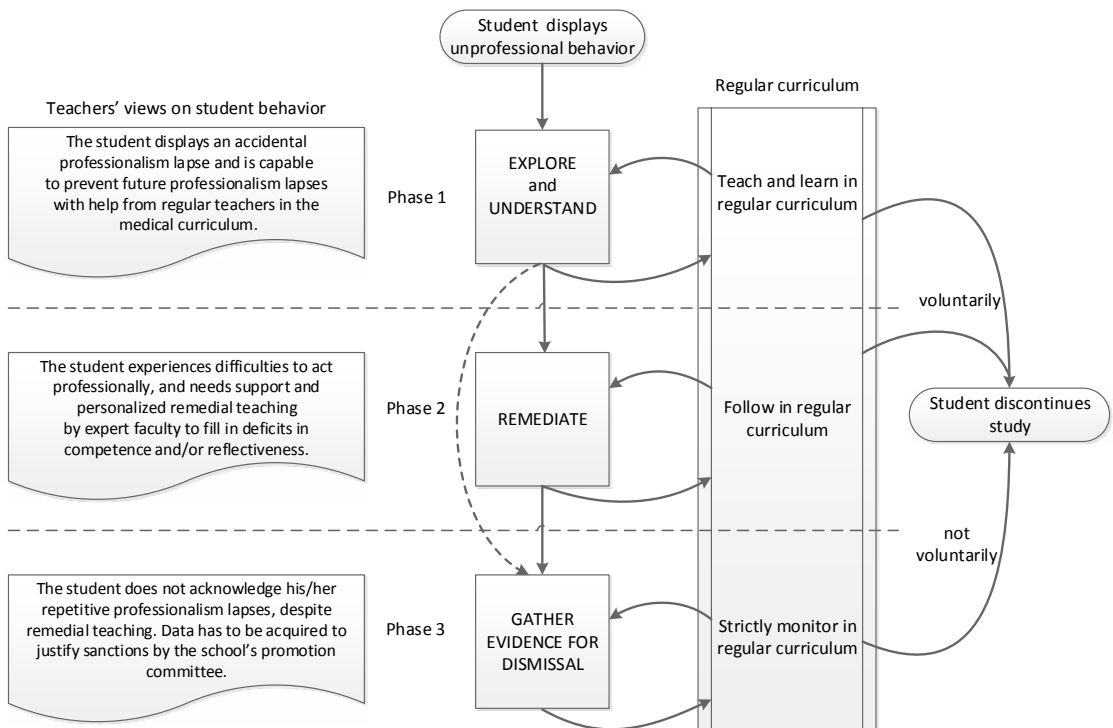 Student displays
unprofessional behavior
Regular curriculum
Teachers' views on student behavior
The student displays an accidental
professionalism lapse and is capable
to prevent future professionalism lapses
with help from regular teachers in the
medical curriculum.
Phase 1
EXPLORE
and
UNDERSTAND
Teach and learn in
regular curriculum
voluntarily
The student experiences difficulties to act
professionally, and needs support and
personalized remedial teaching
by expert faculty to fill in deficits in
competence and/or reflectiveness.
Phase 2
REMEDIATE
Follow in regular
curriculum
Student discontinues
study
not
voluntarily
The student does not acknowledge his/her
repetitive professionalism lapses, despite
remedial teaching. Data has to be acquired to
justify sanctions by the school's promotion
committee.
Phase 3
GATHER
EVIDENCE FOR
DISMISSAL
Strictly monitor in
regular curriculum